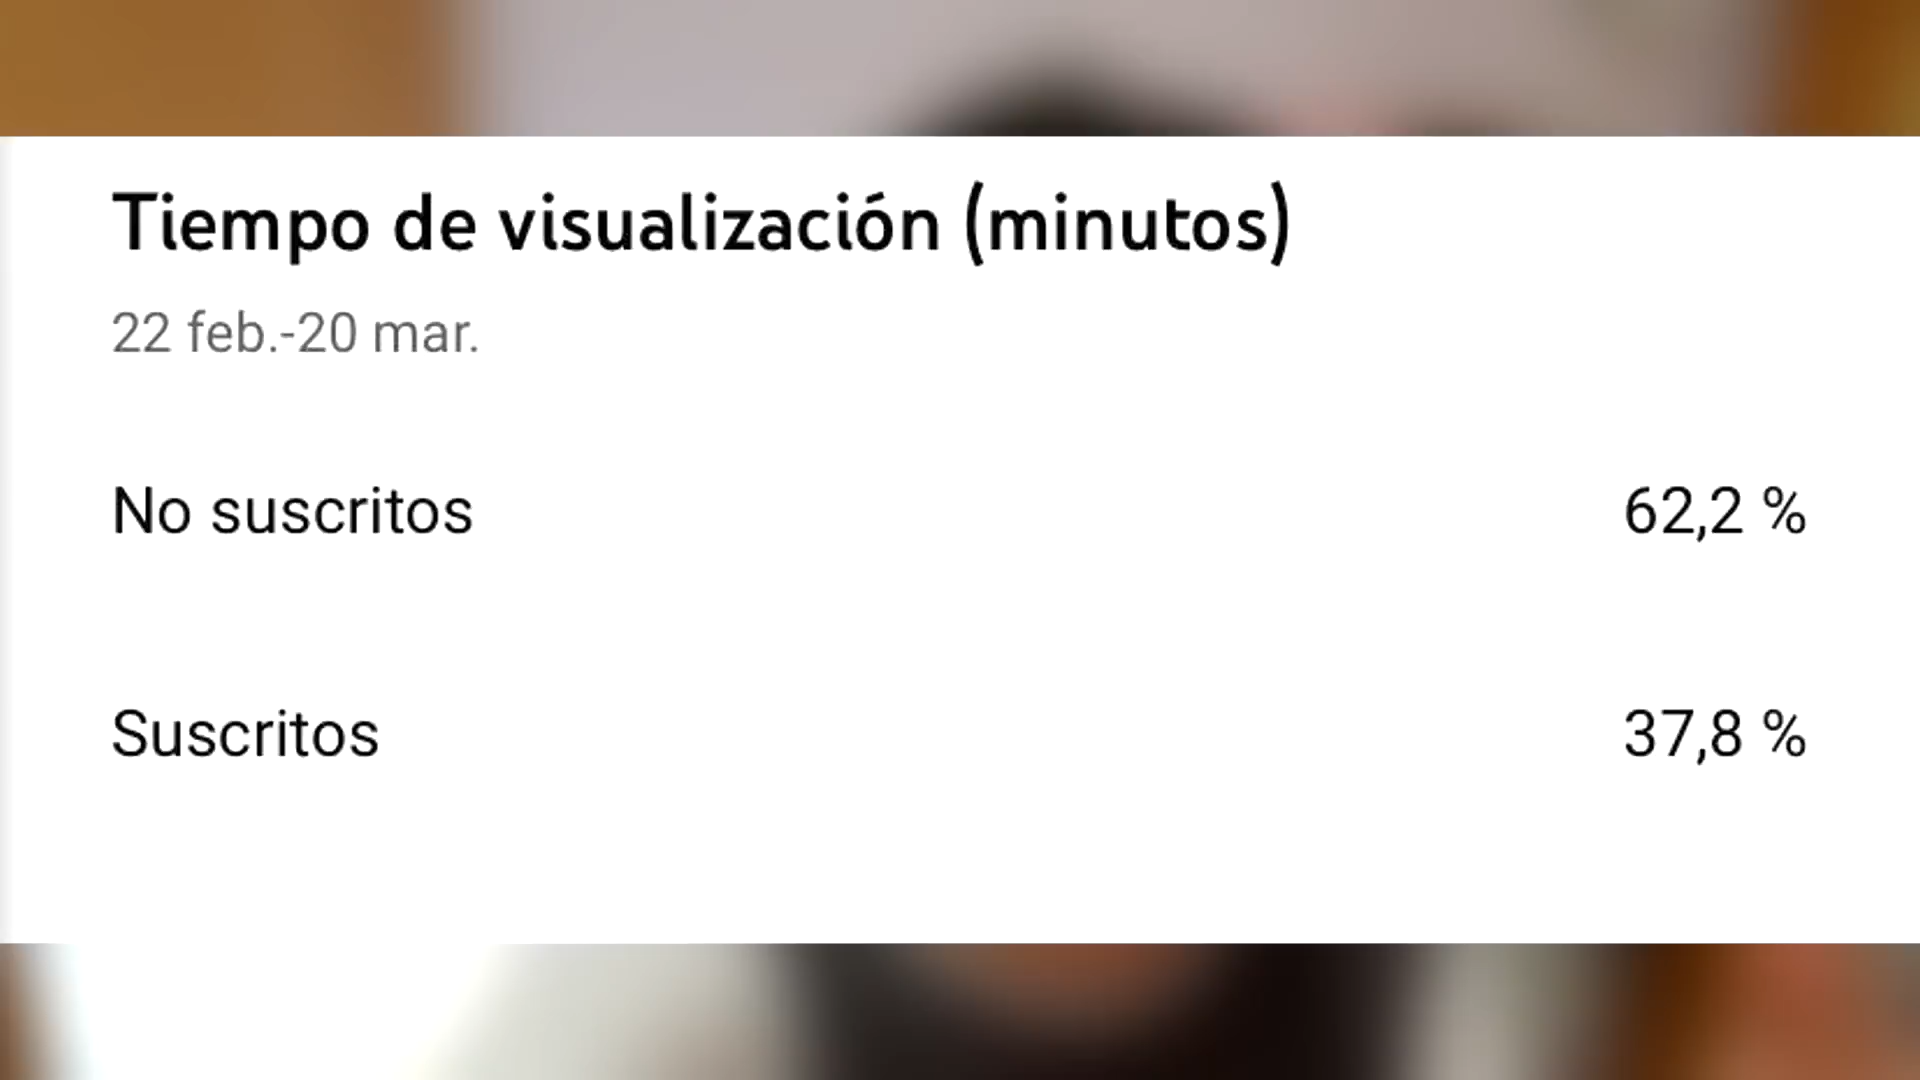 Tiempo de visualización (minutos)
22 feb.-20 mar.
No suscritos 62,2 %
Suscritos 37,8 %